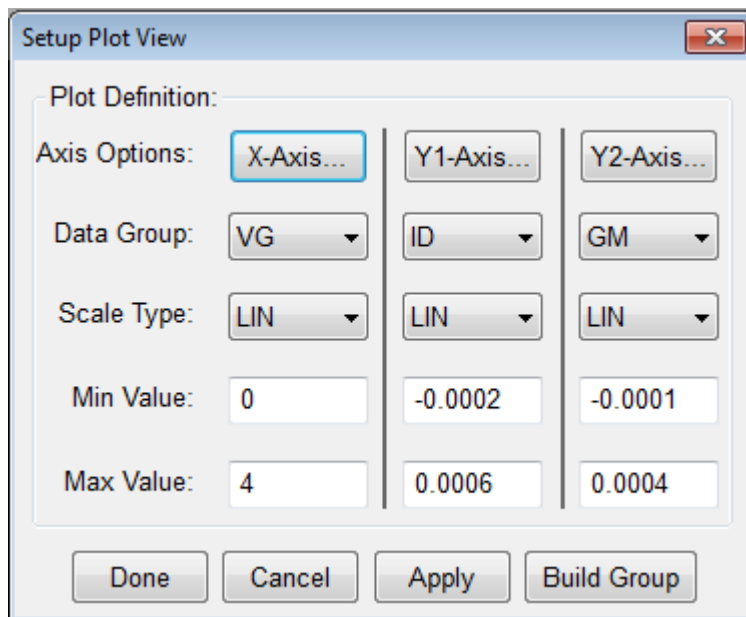 Setup Plot View
Plot Definition:
Axis Options: X-Axis... Y1-Axis... Y2-Axis...
Data Group: VG ID GM
Scale Type: LIN LIN LIN
Min Value: 0 -0.0002 -0.0001
Max Value: 4 0.0006 0.0004
Done Cancel Apply Build Group